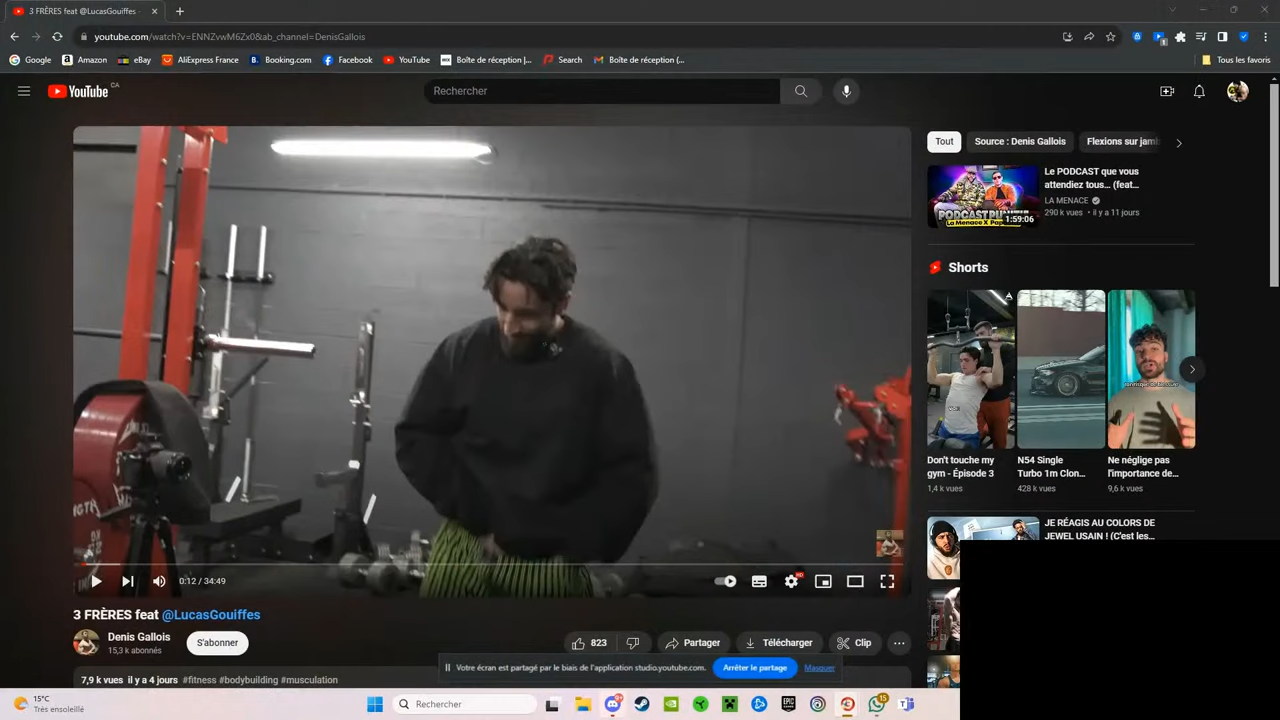 3 FRÈRES feat @LucasGouiffes -
youtube.com/watch?v=ENNZvwM6Zx0&ab_channel=DenisGallois
Google
Amazon
eBay
AliExpress France
Booking.com
Facebook
YouTube
Boîte de réception |...
Search
Boîte de réception (...
Tous les favoris
YouTube CA
Rechercher
Tout
Source : Denis Gallois
Flexions sur jamb
Le PODCAST que vous
attendiez tous... (feat...
LA MENACE
290 k vues • il y a 11 jours
1:59:06
Shorts
Don't touche my
gym - Épisode 3
1,4 k vues
N54 Single
Turbo 1m Clon...
428 k vues
Ne néglige pas
l'importance de...
9,6 k vues
JE RÉAGIS AU COLORS DE
JEWEL USAIN ! (C'est les...
0:12 / 34:49
HD
3 FRÈRES feat @LucasGouiffes
Denis Gallois
15,3 k abonnés
S'abonner
823
Partager
Télécharger
Clip
Votre écran est partagé par le biais de l'application studio.youtube.com.
Arrêter le partage
Masquer
7,9 k vues il y a 4 jours #fitness #bodybuilding #musculation
15°C
Très ensoleillé
Rechercher
EPIC
15